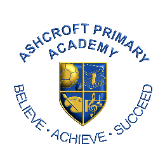 ASHCROFT PRIMARY
ACADEMY
BELIEVE · ACHIEVE · SUCCEED